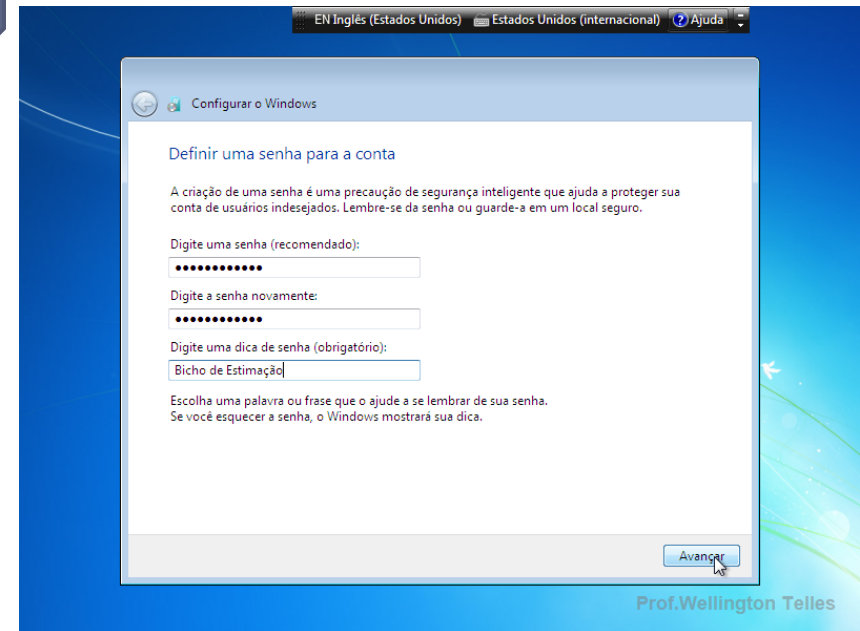 EN Inglês (Estados Unidos) Estados Unidos (internacional) ? Ajuda
Configurar o Windows
Definir uma senha para a conta
A criação de uma senha é uma precaução de segurança inteligente que ajuda a proteger sua
conta de usuários indesejados. Lembre-se da senha ou guarde-a em um local seguro.
Digite uma senha (recomendado):
●●●●●●●●●●●●
Digite a senha novamente:
●●●●●●●●●●●●
Digite uma dica de senha (obrigatório):
Bicho de Estimação
Escolha uma palavra ou frase que o ajude a se lembrar de sua senha.
Se você esquecer a senha, o Windows mostrará sua dica.
Avançar
Prof.Wellington Telles